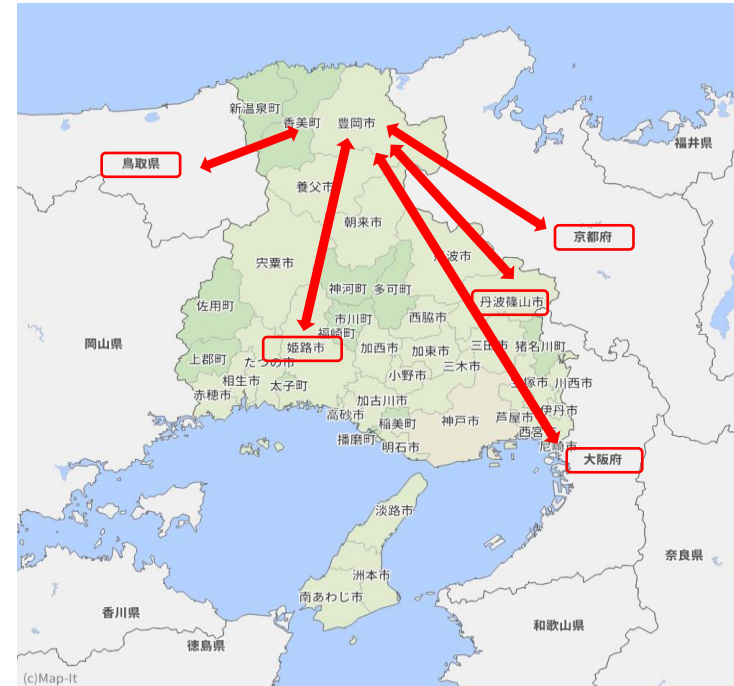 新温泉町
香美町
豊岡市
福井県
鳥取県
養父市
朝来市
京都府
宍粟市
丹波市
神河町
多可町
丹波篠山市
佐用町
市川町
西脇市
福崎町
岡山県
姫路市
加西市
加東市
三田市
猪名川町
上郡町
たつの市
三木市
小野市
相生市
太子町
宝塚市
川西市
赤穂市
加古川市
高砂市
稲美町
神戸市
芦屋市
伊丹市
西宮市
播磨町
明石市
尼崎市
大阪府
淡路市
奈良県
洲本市
南あわじ市
香川県
和歌山県
徳島県
(c)Map-It